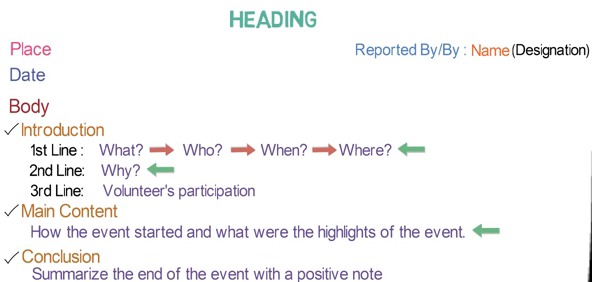 HEADING
Place
Reported By/By : Name (Designation)
Date
Body
Introduction
1st Line : What? Who? When? Where?
2nd Line: Why?
3rd Line: Volunteer's participation
Main Content
How the event started and what were the highlights of the event.
Conclusion
Summarize the end of the event with a positive note